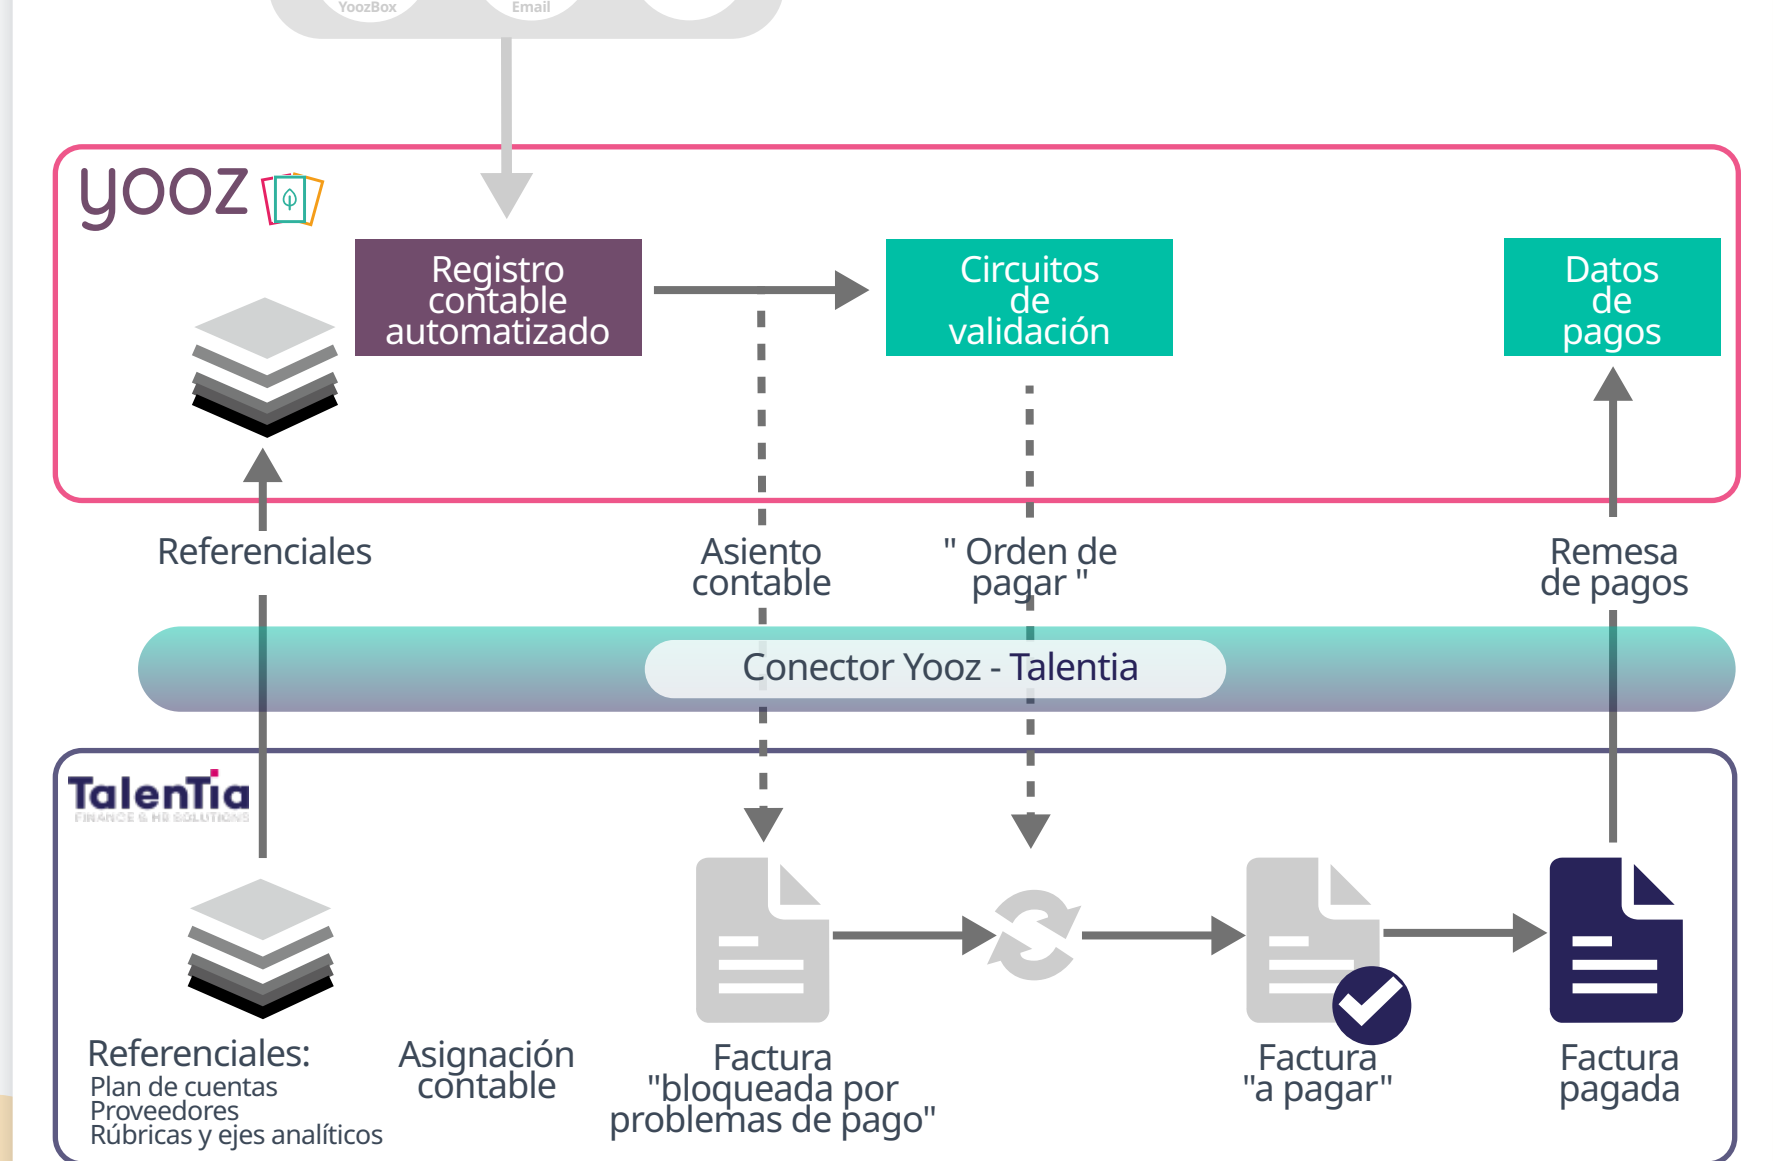 YoozBox
Email
yooz
Registro
contable
automatizado
Circuitos
de
validación
Datos
de
pagos
Referenciales
Asiento
contable
" Orden de
pagar "
Remesa
de pagos
Conector Yooz - Talentia
TalenTia
FINANCE & HR SOLUTIONS
Referenciales:
Plan de cuentas
Proveedores
Rúbricas y ejes analíticos
Asignación
contable
Factura
"bloqueada por
problemas de pago"
Factura
"a pagar"
Factura
pagada